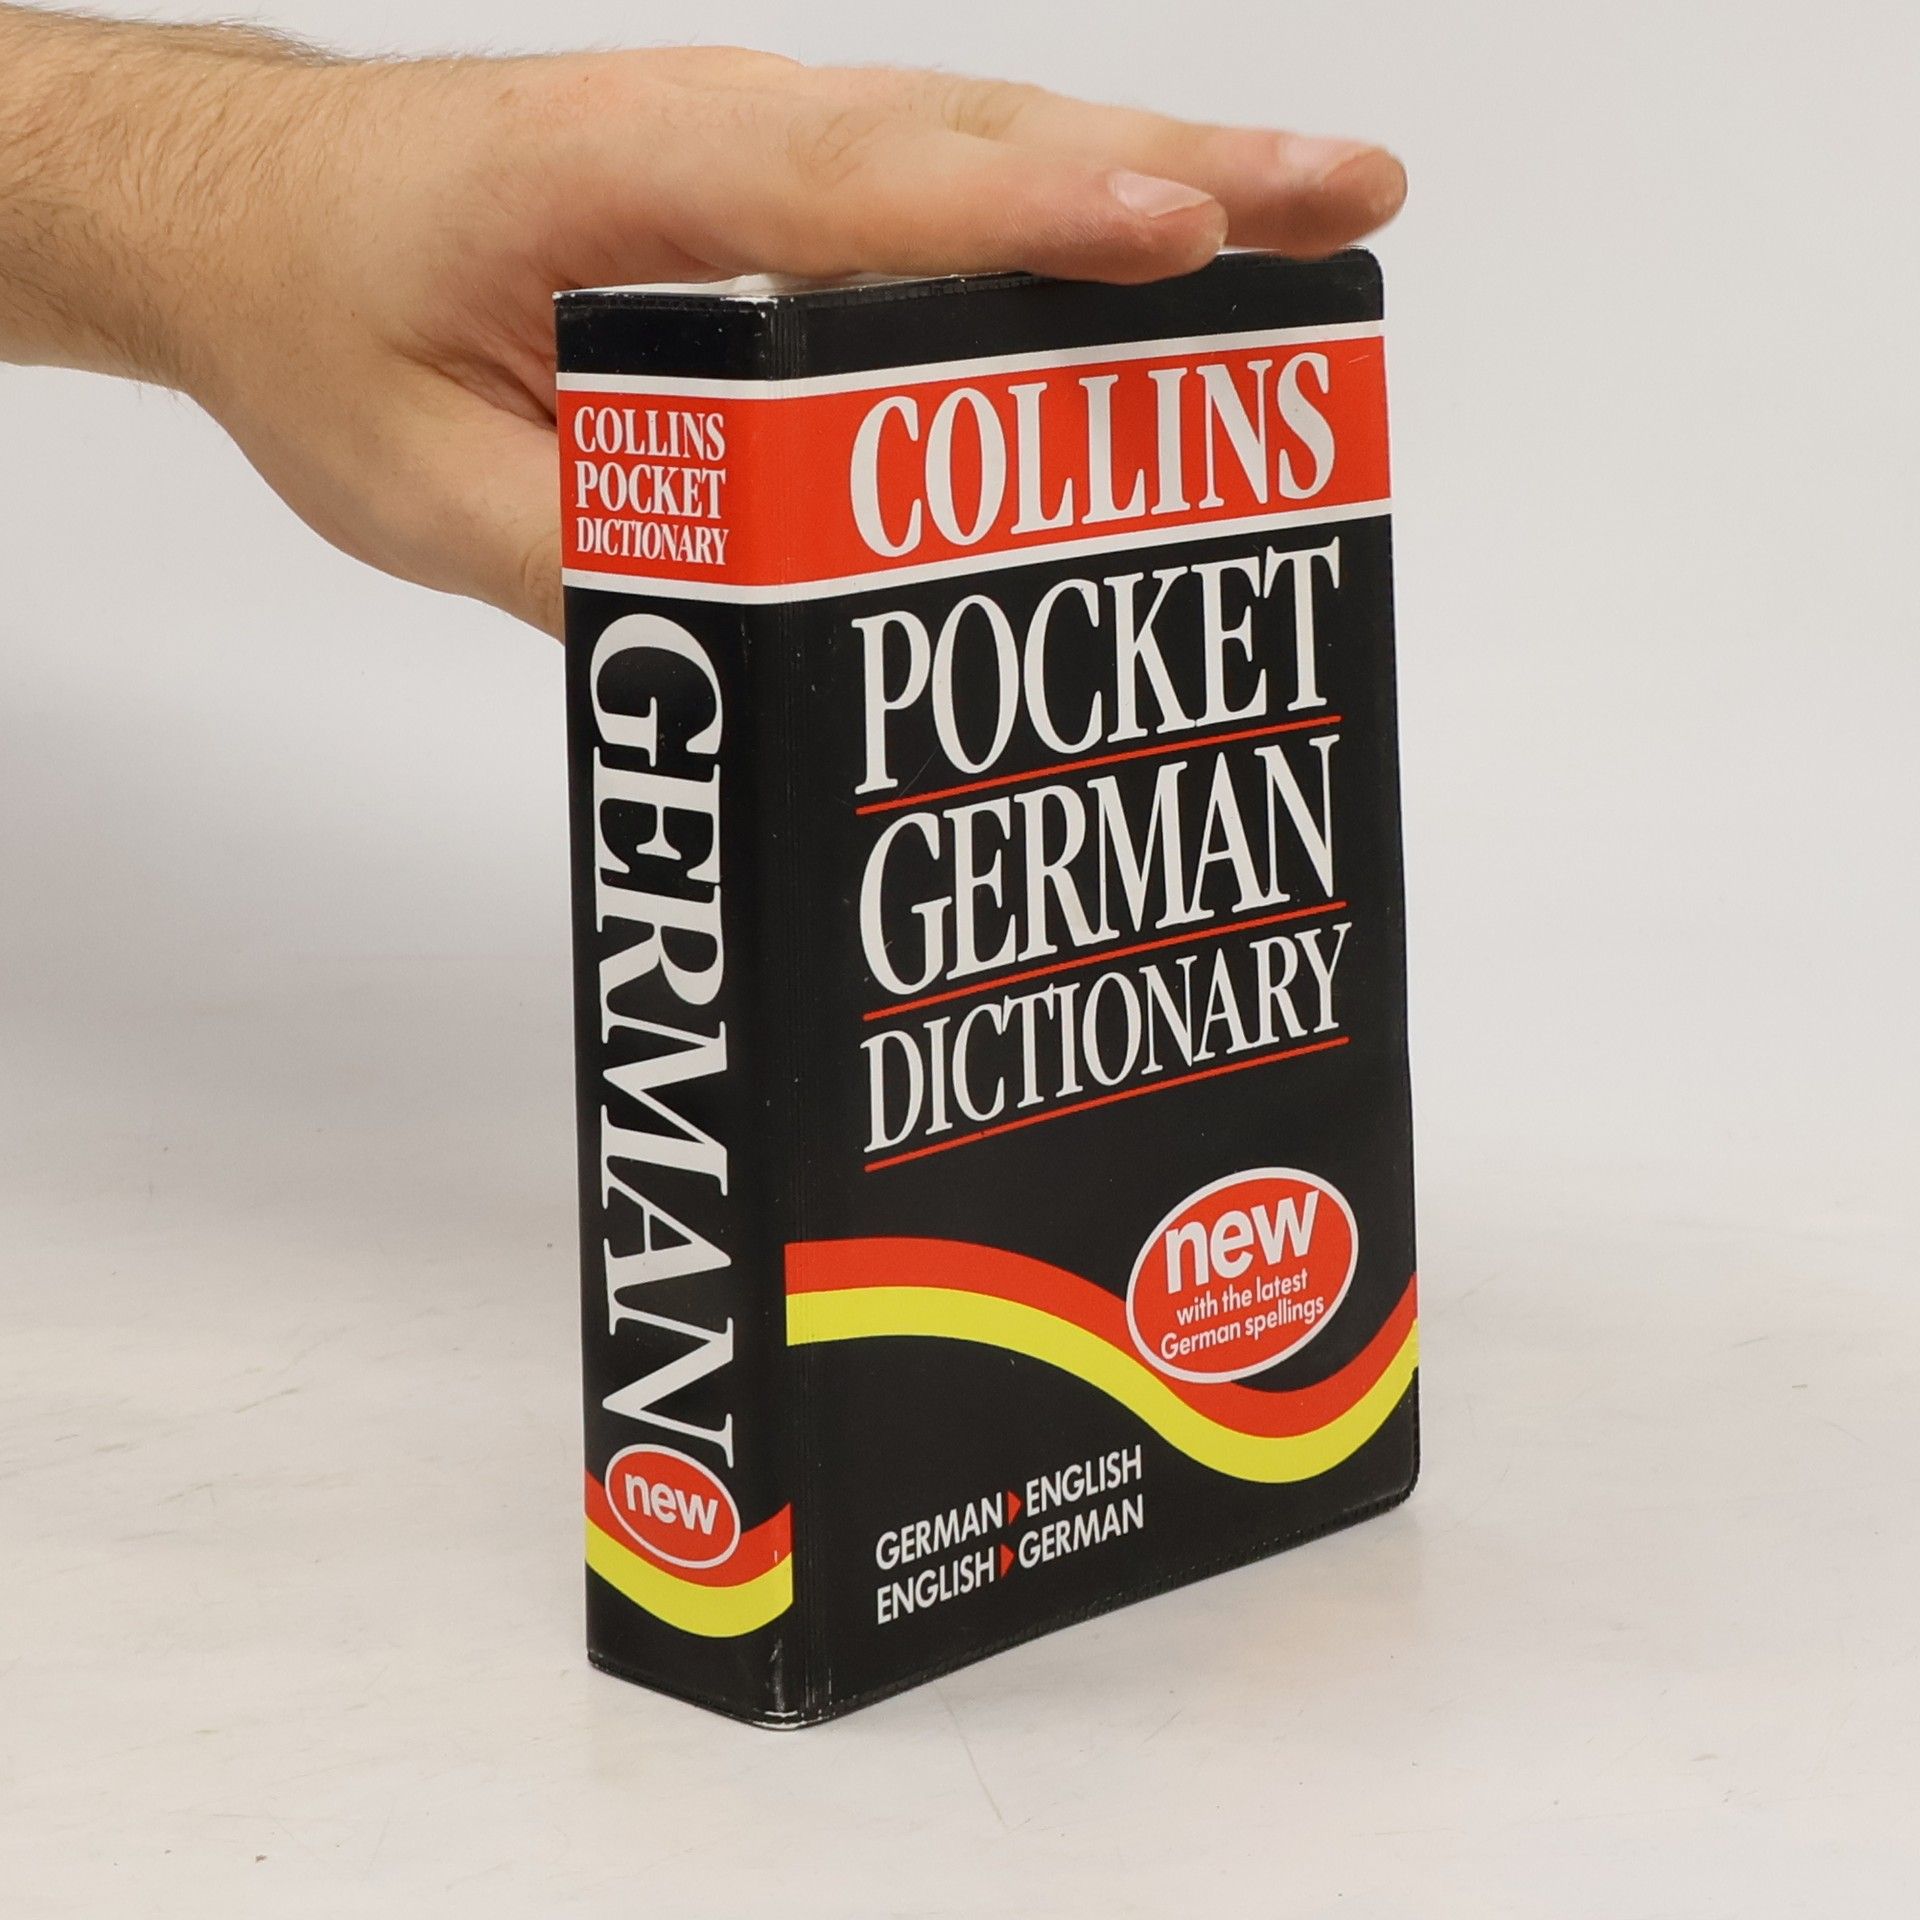 COLLINS
POCKET
DICTIONARY
GERMAN
new
COLLINS
POCKET
GERMAN
DICTIONARY
new
with the latest
German spellings
GERMAN ENGLISH
ENGLISH GERMAN